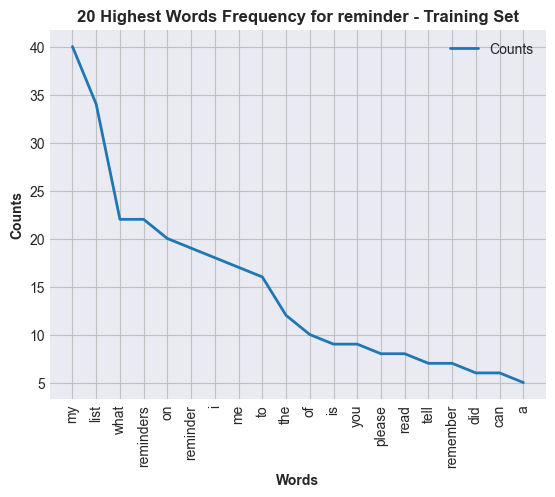 20 Highest Words Frequency for reminder - Training Set
Counts
40
35
30
25
20
15
10
5
Counts
my
list
what
reminders
on
reminder
i
me
to
the
of
is
you
please
read
tell
remember
did
can
a
Words